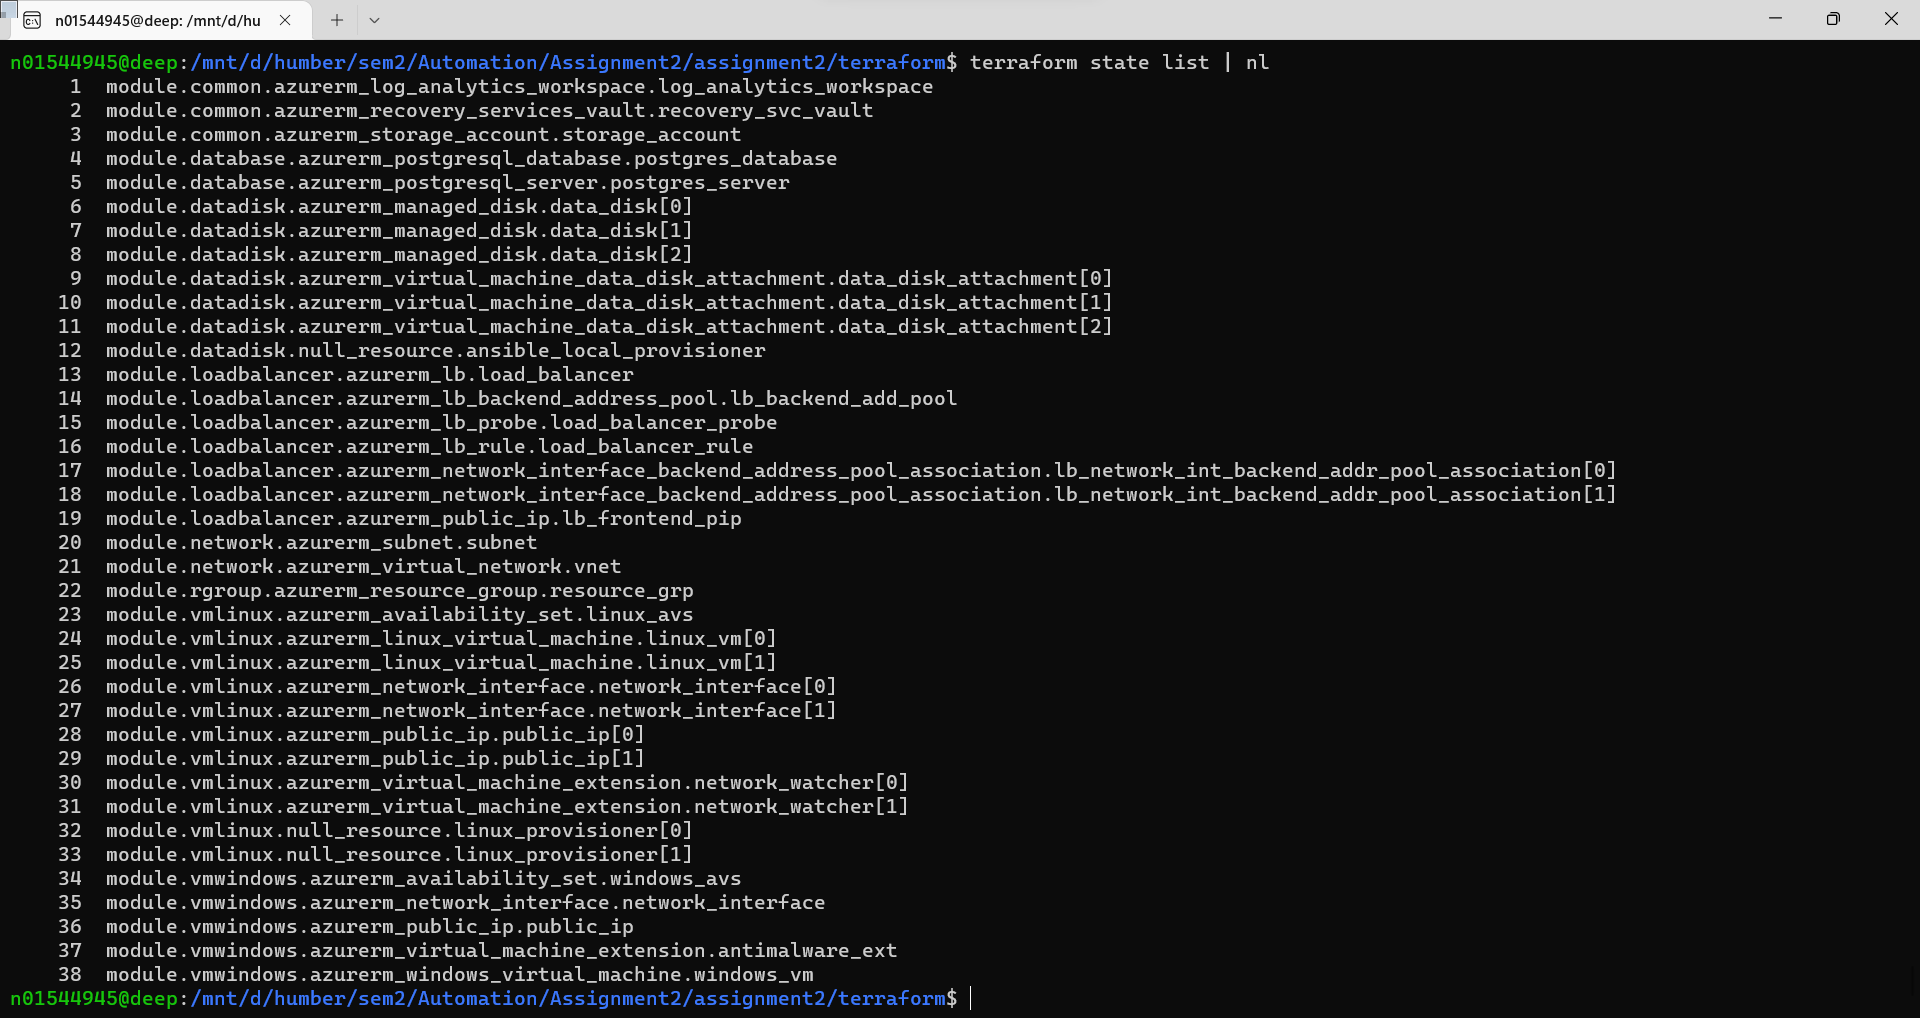 n01544945@deep: /mnt/d/hu
n01544945@deep:/mnt/d/humber/sem2/Automation/Assignment2/assignment2/terraform$ terraform state list | nl
1 module.common.azurerm_log_analytics_workspace.log_analytics_workspace
2 module.common.azurerm_recovery_services_vault.recovery_svc_vault
3 module.common.azurerm_storage_account.storage_account
4 module.database.azurerm_postgresql_database.postgres_database
5 module.database.azurerm_postgresql_server.postgres_server
6 module.datadisk.azurerm_managed_disk.data_disk[0]
7 module.datadisk.azurerm_managed_disk.data_disk[1]
8 module.datadisk.azurerm_managed_disk.data_disk[2]
9 module.datadisk.azurerm_virtual_machine_data_disk_attachment.data_disk_attachment[0]
10 module.datadisk.azurerm_virtual_machine_data_disk_attachment.data_disk_attachment[1]
11 module.datadisk.azurerm_virtual_machine_data_disk_attachment.data_disk_attachment[2]
12 module.datadisk.null_resource.ansible_local_provisioner
13 module.loadbalancer.azurerm_lb.load_balancer
14 module.loadbalancer.azurerm_lb_backend_address_pool.lb_backend_add_pool
15 module.loadbalancer.azurerm_lb_probe.load_balancer_probe
16 module.loadbalancer.azurerm_lb_rule.load_balancer_rule
17 module.loadbalancer.azurerm_network_interface_backend_address_pool_association.lb_network_int_backend_addr_pool_association[0]
18 module.loadbalancer.azurerm_network_interface_backend_address_pool_association.lb_network_int_backend_addr_pool_association[1]
19 module.loadbalancer.azurerm_public_ip.lb_frontend_pip
20 module.network.azurerm_subnet.subnet
21 module.network.azurerm_virtual_network.vnet
22 module.rgroup.azurerm_resource_group.resource_grp
23 module.vmlinux.azurerm_availability_set.linux_avs
24 module.vmlinux.azurerm_linux_virtual_machine.linux_vm[0]
25 module.vmlinux.azurerm_linux_virtual_machine.linux_vm[1]
26 module.vmlinux.azurerm_network_interface.network_interface[0]
27 module.vmlinux.azurerm_network_interface.network_interface[1]
28 module.vmlinux.azurerm_public_ip.public_ip[0]
29 module.vmlinux.azurerm_public_ip.public_ip[1]
30 module.vmlinux.azurerm_virtual_machine_extension.network_watcher[0]
31 module.vmlinux.azurerm_virtual_machine_extension.network_watcher[1]
32 module.vmlinux.null_resource.linux_provisioner[0]
33 module.vmlinux.null_resource.linux_provisioner[1]
34 module.vmwindows.azurerm_availability_set.windows_avs
35 module.vmwindows.azurerm_network_interface.network_interface
36 module.vmwindows.azurerm_public_ip.public_ip
37 module.vmwindows.azurerm_virtual_machine_extension.antimalware_ext
38 module.vmwindows.azurerm_windows_virtual_machine.windows_vm
n01544945@deep:/mnt/d/humber/sem2/Automation/Assignment2/assignment2/terraform$